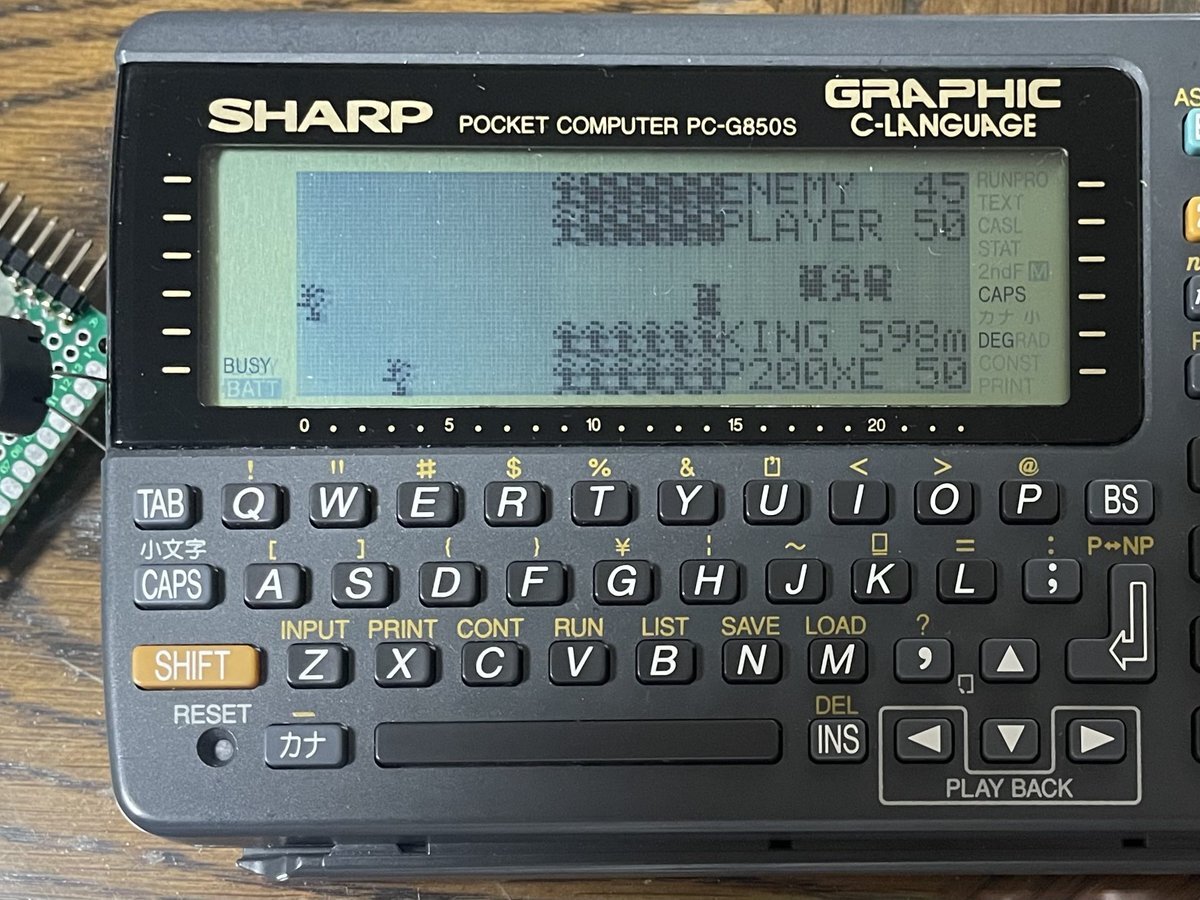 SHARP POCKET COMPUTER PC-G850S
GRAPHIC
C-LANGUAGE
AS
ENEMY 45
PLAYER 50
KING 598m
P200XE 50
RUNPRO
TEXT
CASL
STAT
2ndF M
CAPS
カナ 小
DEGRAD
CONST
PRINT
BUSY
BATT
0 . . . . 5 . . . . 10 . . . . 15 . . . . 20 . . .
! " # $ % & < > @
TAB Q W E R T Y U I O P BS
小文字 [ ] { } ¥ ¦ ~ = : P↔NP
CAPS A S D F G H J K L ;
INPUT PRINT CONT RUN LIST SAVE LOAD ?
SHIFT Z X C V B N M , ▲
RESET DEL
カナ INS ◀ ▼ ▶
PLAY BACK